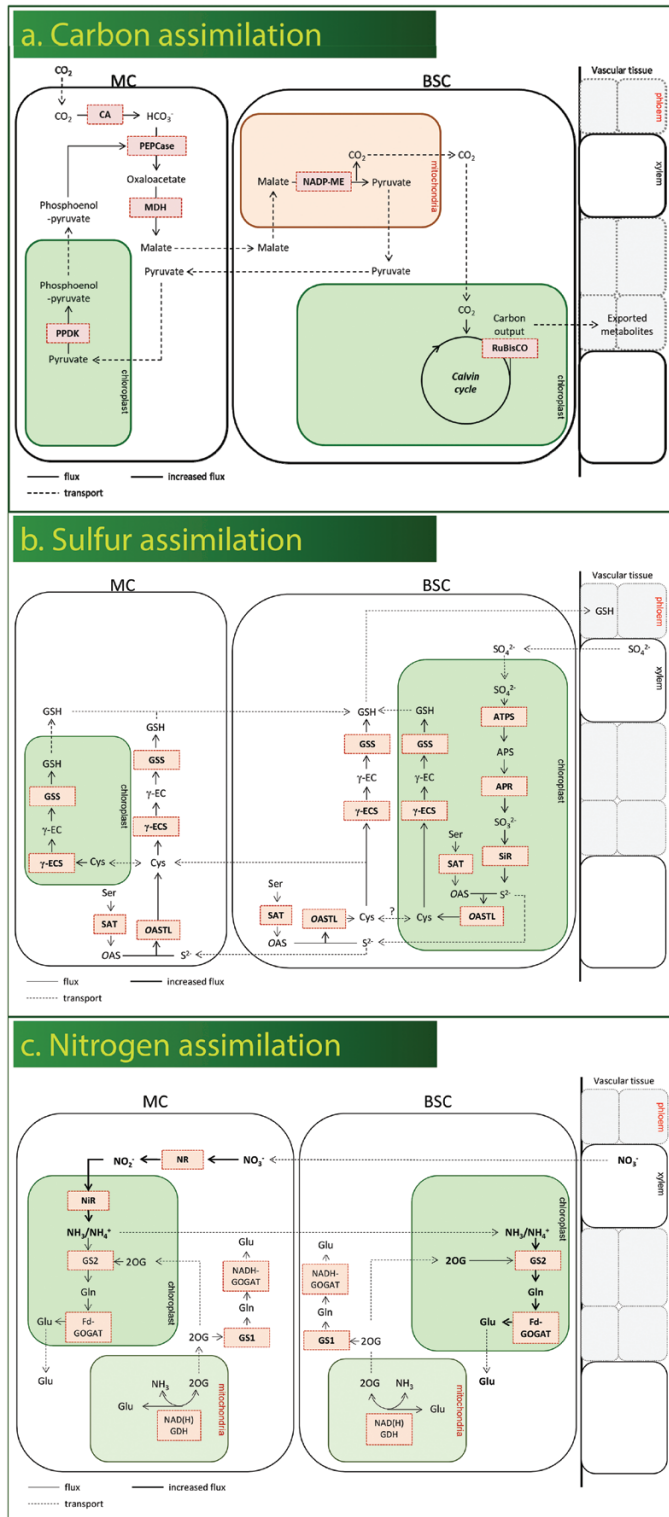 a. Carbon assimilation
MC
BSC
Vascular tissue
phloem
xylem
CO₂
CO₂
CA
HCO₃⁻
PEPCase
Oxaloacetate
MDH
Malate
Pyruvate
Phosphoenol
-pyruvate
Phosphoenol
-pyruvate
PPDK
Pyruvate
chloroplast
Malate
Malate
NADP-ME
CO₂
CO₂
Pyruvate
mitochondria
Pyruvate
CO₂
Carbon
output
RuBisCO
Calvin
cycle
chloroplast
Exported
metabolites
flux
increased flux
transport
b. Sulfur assimilation
MC
BSC
Vascular tissue
phloem
xylem
GSH
SO₄²⁻
SO₄²⁻
SO₄²⁻
ATPS
APS
APR
SO₃²⁻
SiR
S²⁻
Ser
SAT
OAS
OASTL
Cys
γ-ECS
γ-EC
GSS
GSH
chloroplast
GSH
GSS
γ-EC
γ-ECS
Cys
?
Ser
SAT
OAS
OASTL
S²⁻
GSH
GSH
GSS
γ-EC
γ-ECS
Cys
chloroplast
GSH
GSS
γ-EC
γ-ECS
Cys
Ser
SAT
OAS
OASTL
S²⁻
flux
increased flux
transport
c. Nitrogen assimilation
MC
BSC
Vascular tissue
phloem
xylem
NO₂⁻
NR
NO₃⁻
NO₃⁻
NiR
NH₃/NH₄⁺
GS2
2OG
Gln
Fd-
GOGAT
Glu
Glu
chloroplast
Glu
NADH-
GOGAT
Gln
GS1
2OG
NH₃
2OG
Glu
NAD(H)
GDH
mitochondria
Glu
NADH-
GOGAT
Gln
GS1
2OG
2OG
NH₃
Glu
NAD(H)
GDH
mitochondria
chloroplast
NH₃/NH₄⁺
2OG
GS2
Gln
Fd-
GOGAT
Glu
Glu
flux
increased flux
transport